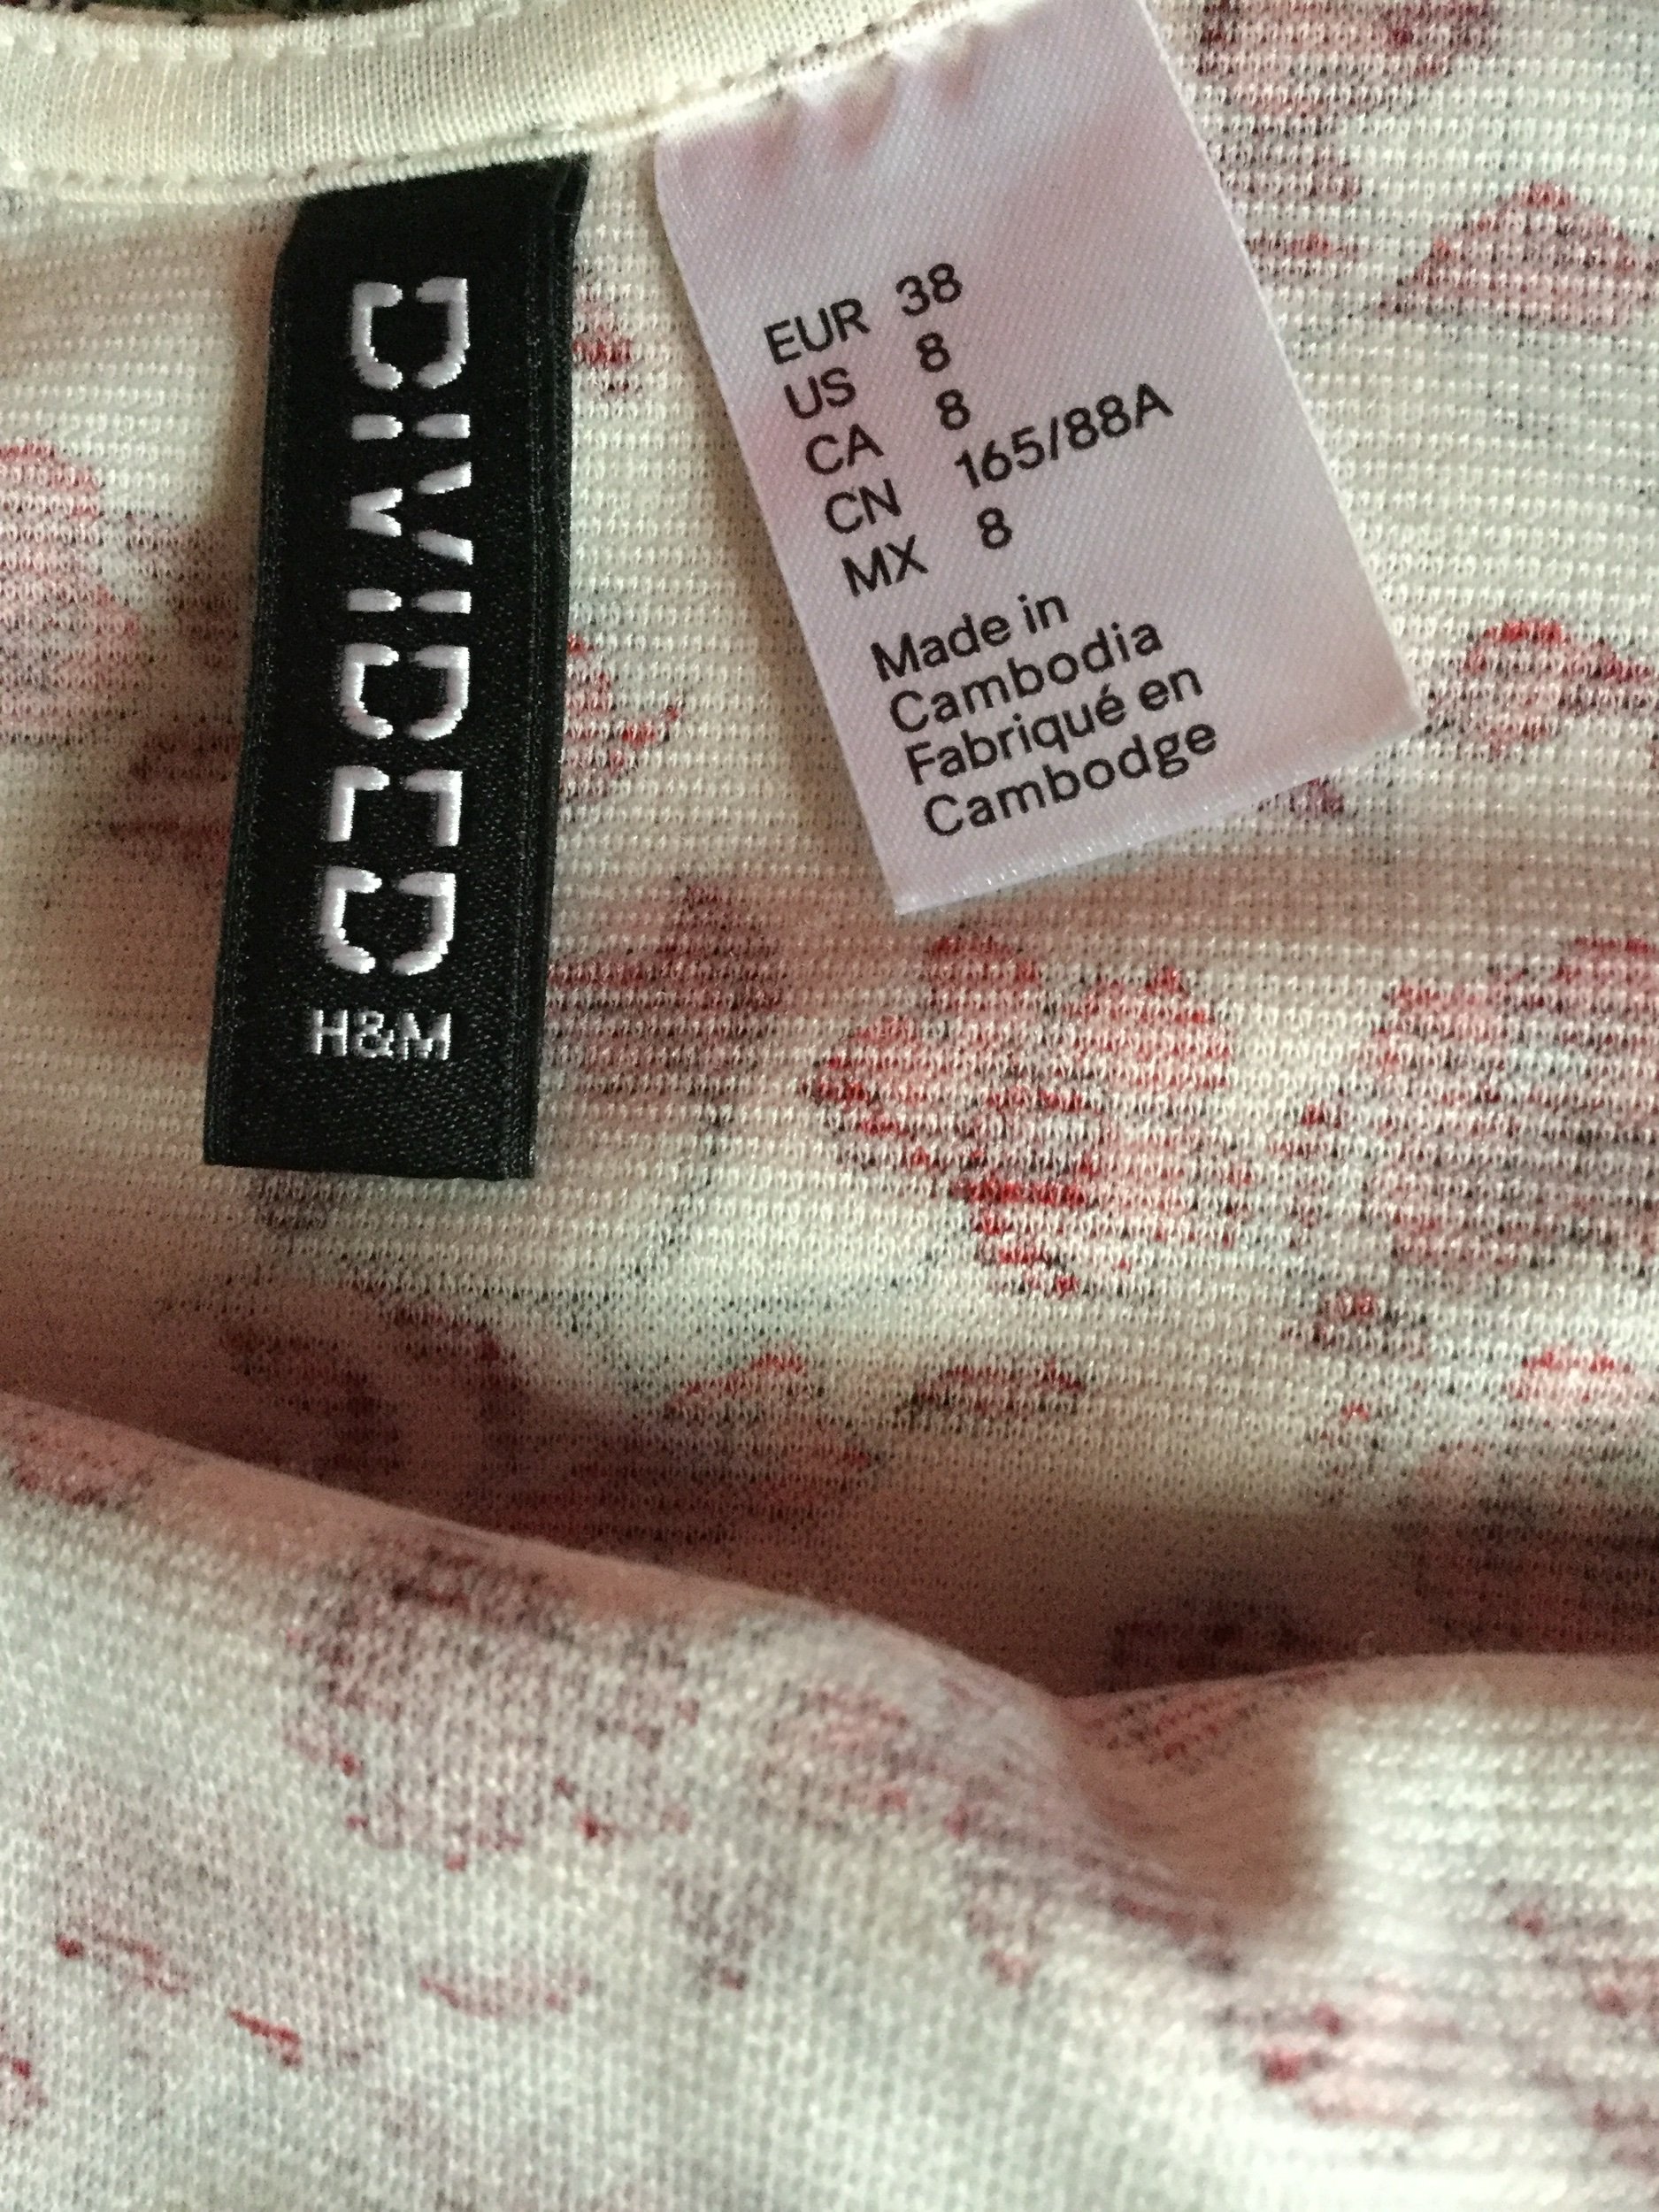 DIVIDED
H&M
EUR 38
US 8
CA 8
CN 165/88A
MX 8
Made in
Cambodia
Fabriqué en
Cambodge